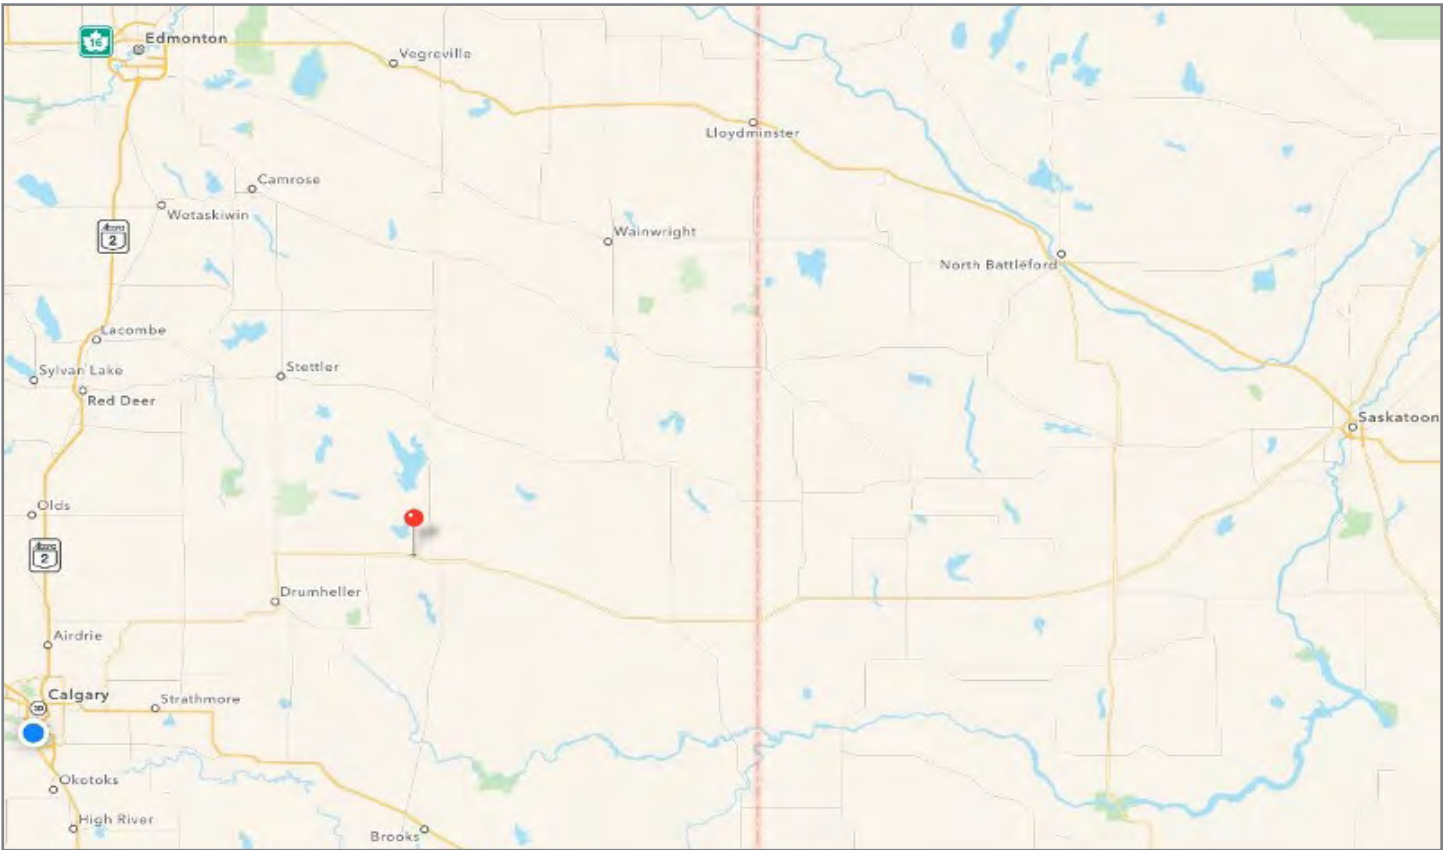 16
Edmonton
Vegreville
Lloydminster
Camrose
Wetaskiwin
2
Wainwright
North Battleford
Lacombe
Stettler
Sylvan Lake
Red Deer
Saskatoon
Olds
2
Drumheller
Airdrie
Calgary
Strathmore
Okotoks
High River
Brooks